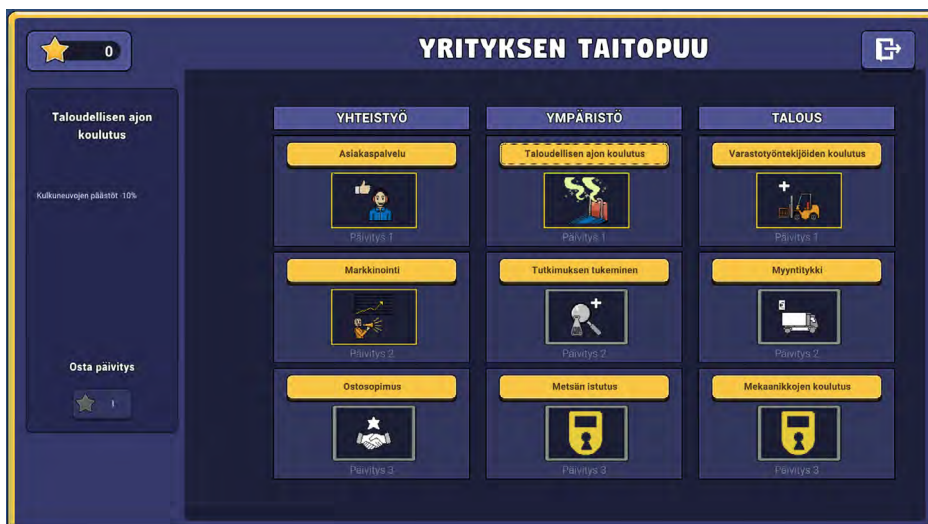 0
YRITYKSEN TAITOPUU
Taloudellisen ajon
koulutus
Kulkuneuvojen päästöt -10%
Osta päivitys
1
YHTEISTYÖ
YMPÄRISTÖ
TALOUS
Asiakaspalvelu
Taloudellisen ajon koulutus
Varastotyöntekijöiden koulutus
Päivitys 1
Päivitys 1
Päivitys 1
Markkinointi
Tutkimuksen tukeminen
Myyntitykki
Päivitys 2
Päivitys 2
Päivitys 2
Ostosopimus
Metsän istutus
Mekaanikkojen koulutus
Päivitys 3
Päivitys 3
Päivitys 3